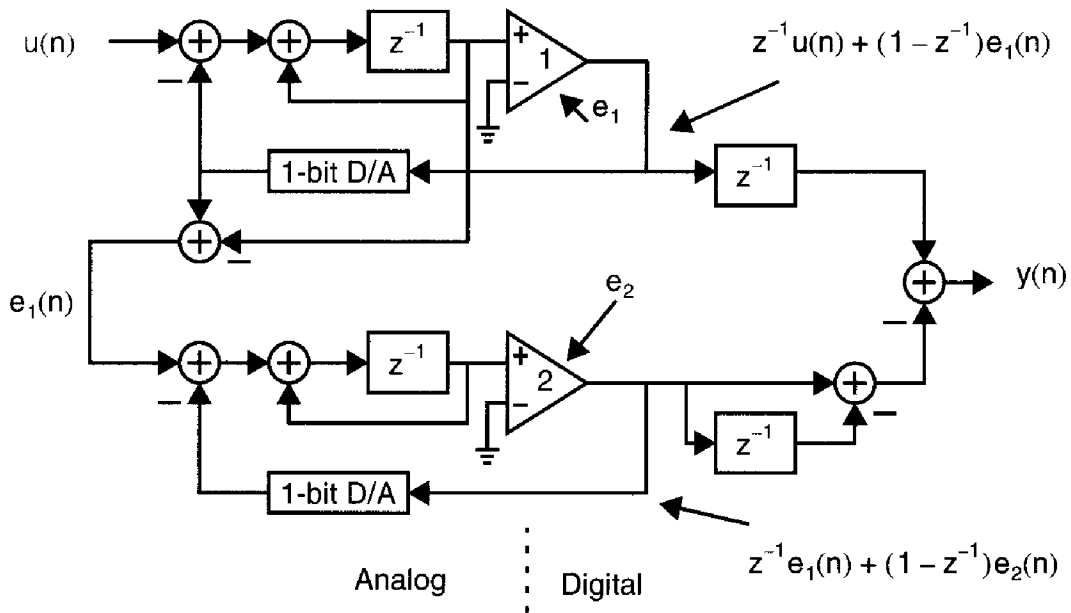 u(n)
z⁻¹
1
e₁
z⁻¹u(n) + (1 − z⁻¹)e₁(n)
1-bit D/A
z⁻¹
e₁(n)
y(n)
e₂
z⁻¹
2
z⁻¹
1-bit D/A
z⁻¹e₁(n) + (1 − z⁻¹)e₂(n)
Analog
Digital